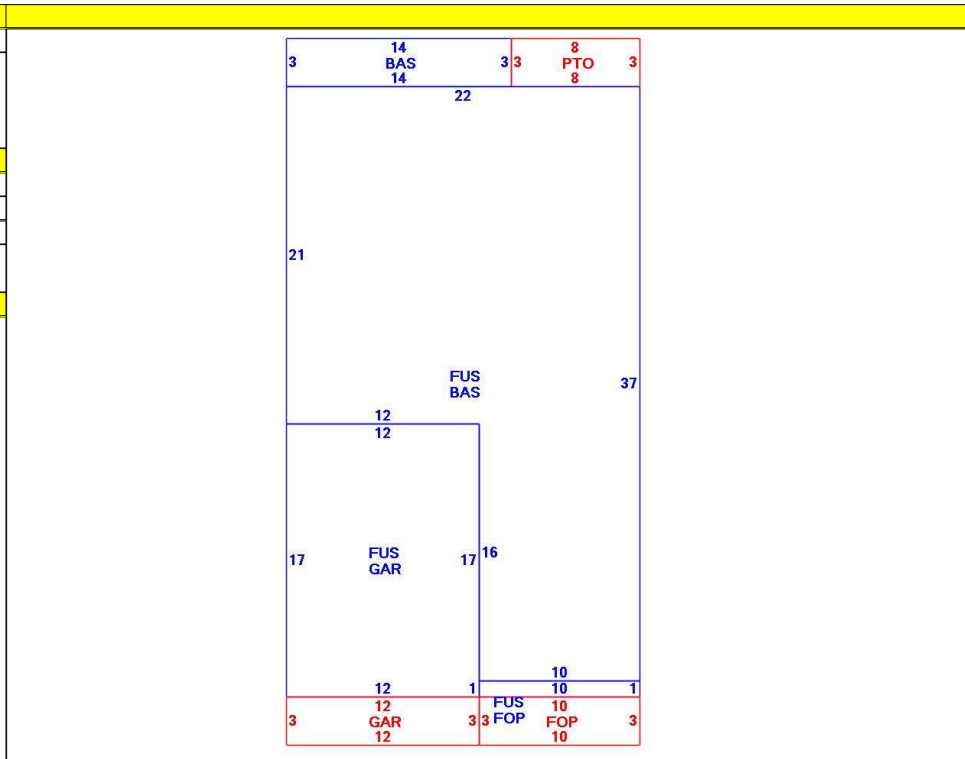 14 8
3 BAS 3 3 PTO 3
14 8
22
21
FUS
BAS
37
12
12
17 FUS
GAR 17 16
10
12 1 10 1
FUS
FOP
12 10
3 GAR 3 3 FOP 3
12 10